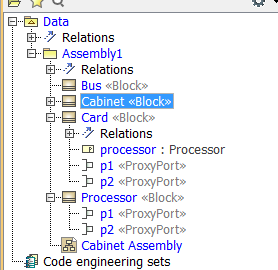 Data
Relations
Assembly1
Relations
Bus «Block»
Cabinet «Block»
Card «Block»
Relations
processor : Processor
p1 «ProxyPort»
p2 «ProxyPort»
Processor «Block»
p1 «ProxyPort»
p2 «ProxyPort»
Cabinet Assembly
Code engineering sets